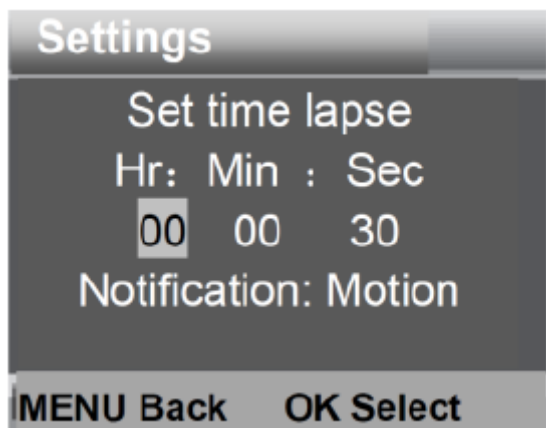 Settings
Set time lapse
Hr: Min : Sec
00 00 30
Notification: Motion
MENU Back OK Select